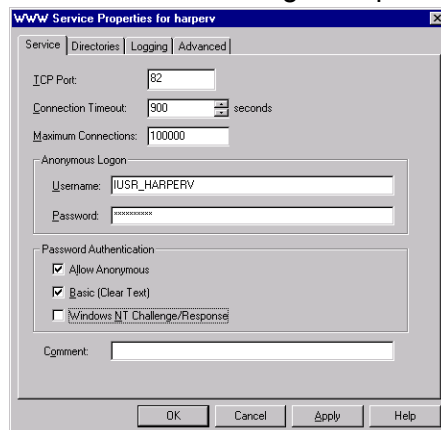 WWW Service Properties for harperv
Service Directories Logging Advanced
TCP Port: 82
Connection Timeout: 900 seconds
Maximum Connections: 100000
Anonymous Logon
Username: IUSR_HARPERV
Password: **********
Password Authentication
Allow Anonymous
Basic (Clear Text)
Windows NT Challenge/Response
Comment:
OK Cancel Apply Help